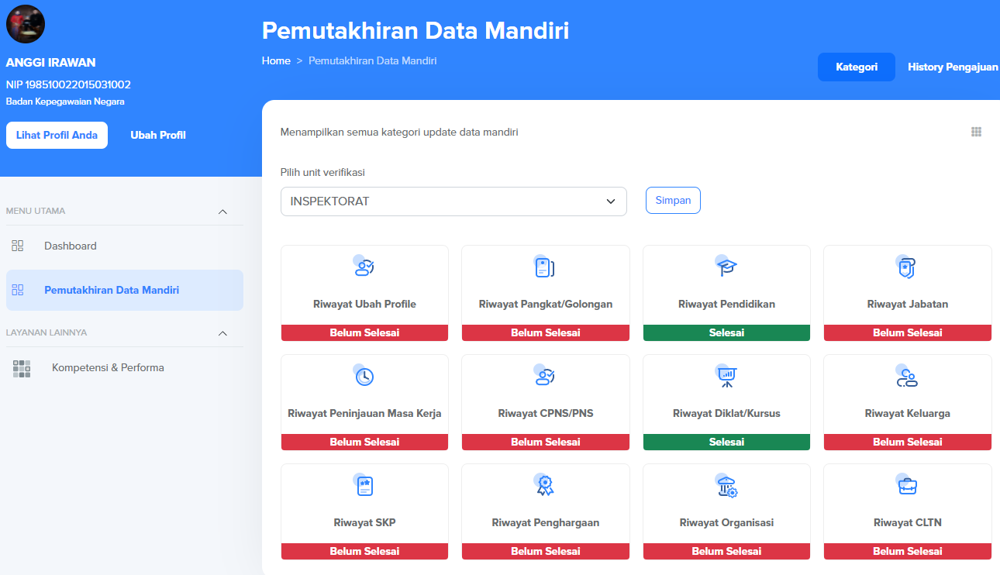 ANGGI IRAWAN
NIP 198510022015031002
Badan Kepegawaian Negara
Lihat Profil Anda
Ubah Profil
MENU UTAMA
Dashboard
Pemutakhiran Data Mandiri
LAYANAN LAINNYA
Kompetensi & Performa
Pemutakhiran Data Mandiri
Home > Pemutakhiran Data Mandiri
Kategori
History Pengajuan
Menampilkan semua kategori update data mandiri
Pilih unit verifikasi
INSPEKTORAT
Simpan
Riwayat Ubah Profile
Belum Selesai
Riwayat Pangkat/Golongan
Belum Selesai
Riwayat Pendidikan
Selesai
Riwayat Jabatan
Belum Selesai
Riwayat Peninjauan Masa Kerja
Belum Selesai
Riwayat CPNS/PNS
Belum Selesai
Riwayat Diklat/Kursus
Selesai
Riwayat Keluarga
Belum Selesai
Riwayat SKP
Belum Selesai
Riwayat Penghargaan
Belum Selesai
Riwayat Organisasi
Belum Selesai
Riwayat CLTN
Belum Selesai